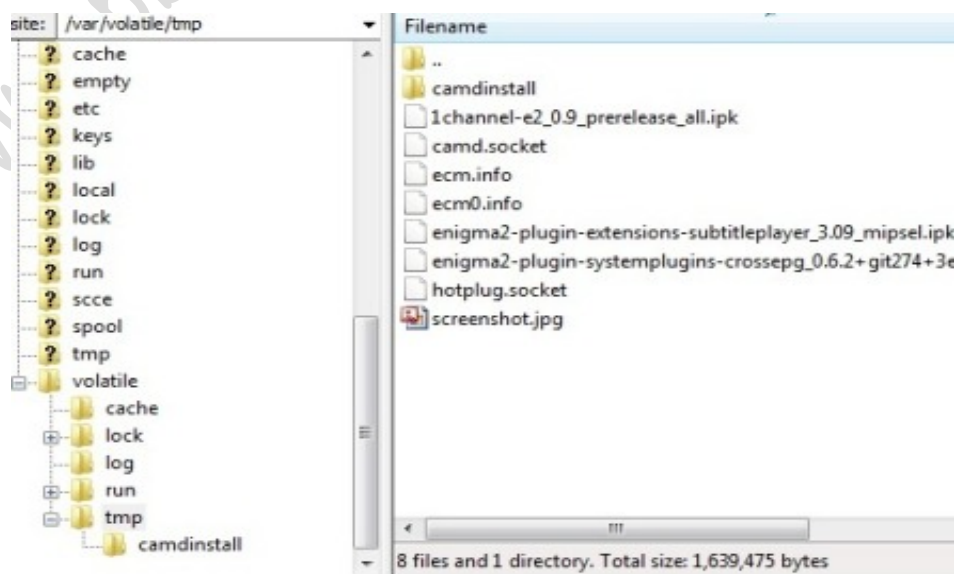 site: /var/volatile/tmp
cache
empty
etc
keys
lib
local
lock
log
run
scce
spool
tmp
volatile
cache
lock
log
run
tmp
camdinstall
Filename
..
camdinstall
1channel-e2_0.9_prerelease_all.ipk
camd.socket
ecm.info
ecm0.info
enigma2-plugin-extensions-subtitleplayer_3.09_mipsel.ipk
enigma2-plugin-systemplugins-crossepg_0.6.2+git274+3e
hotplug.socket
screenshot.jpg
8 files and 1 directory. Total size: 1,639,475 bytes